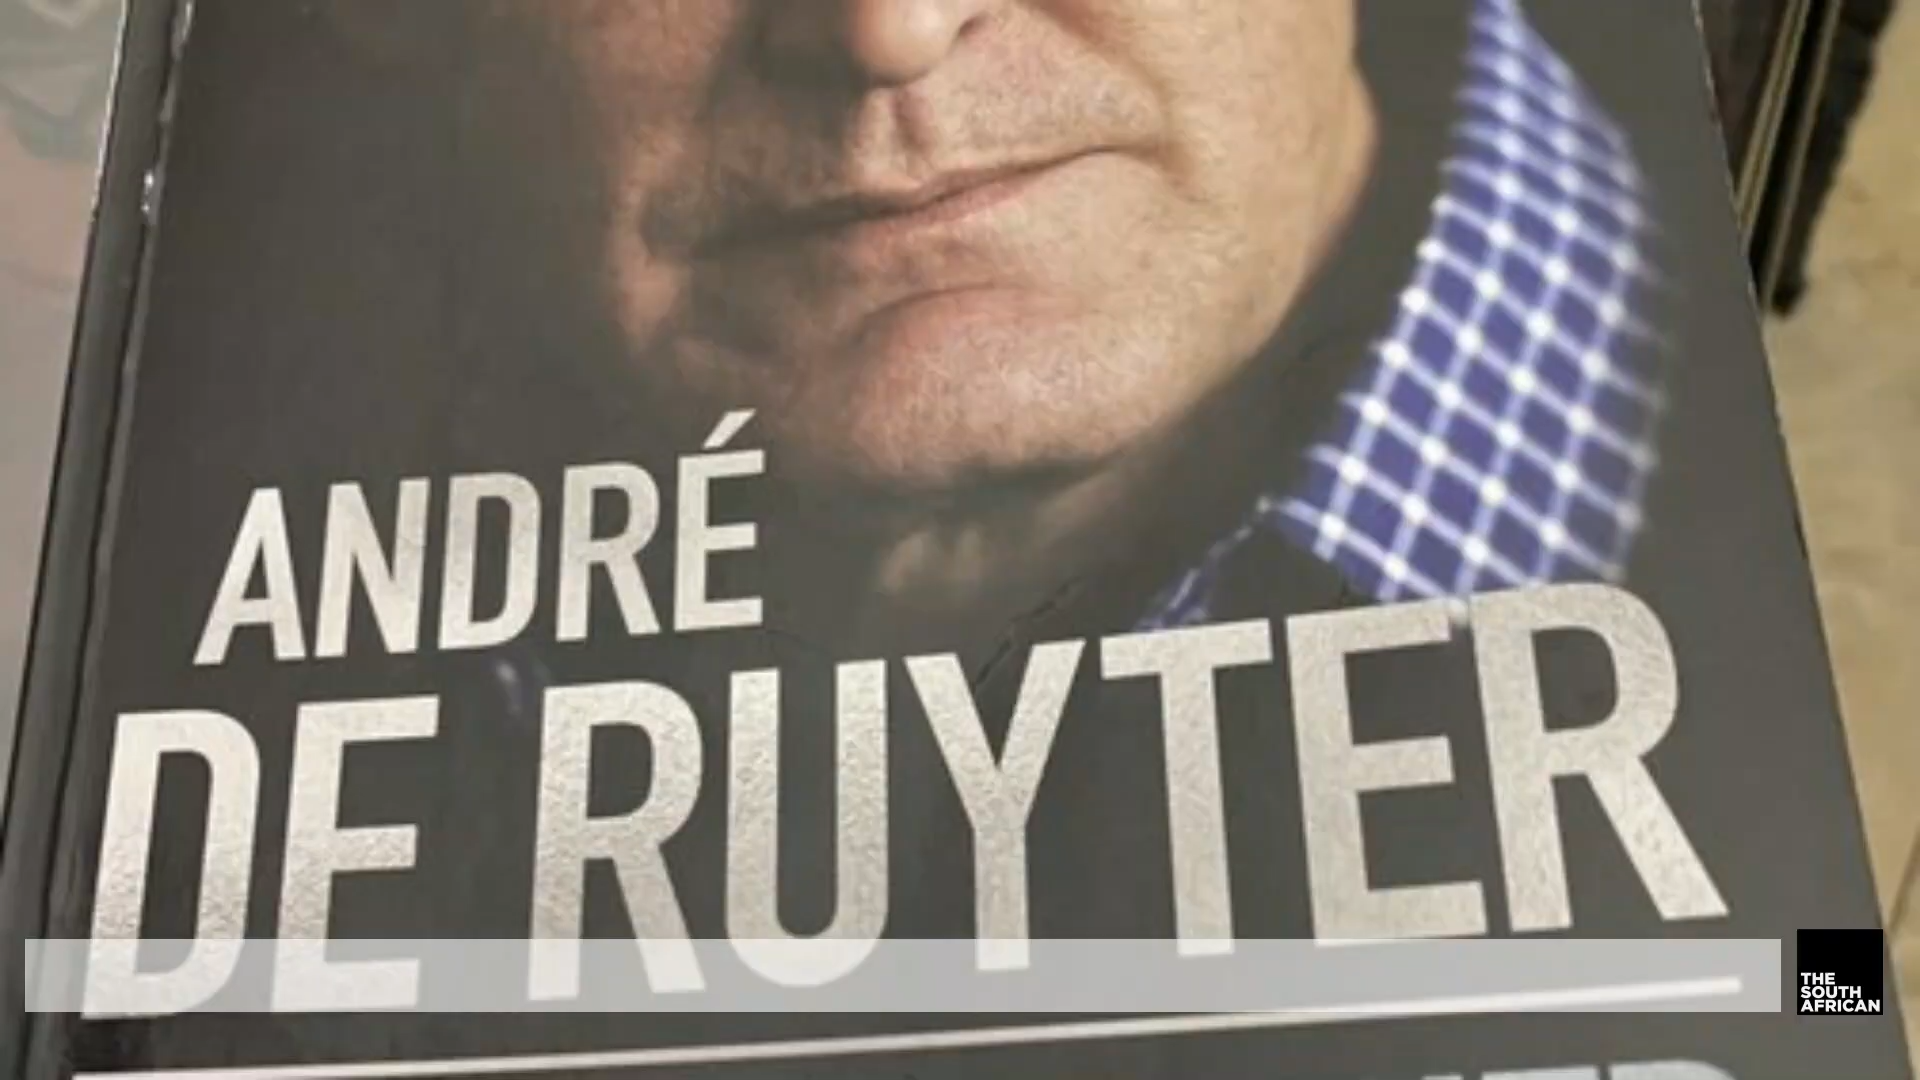 ANDRÉ
DE RUYTER
THE
SOUTH
AFRICAN